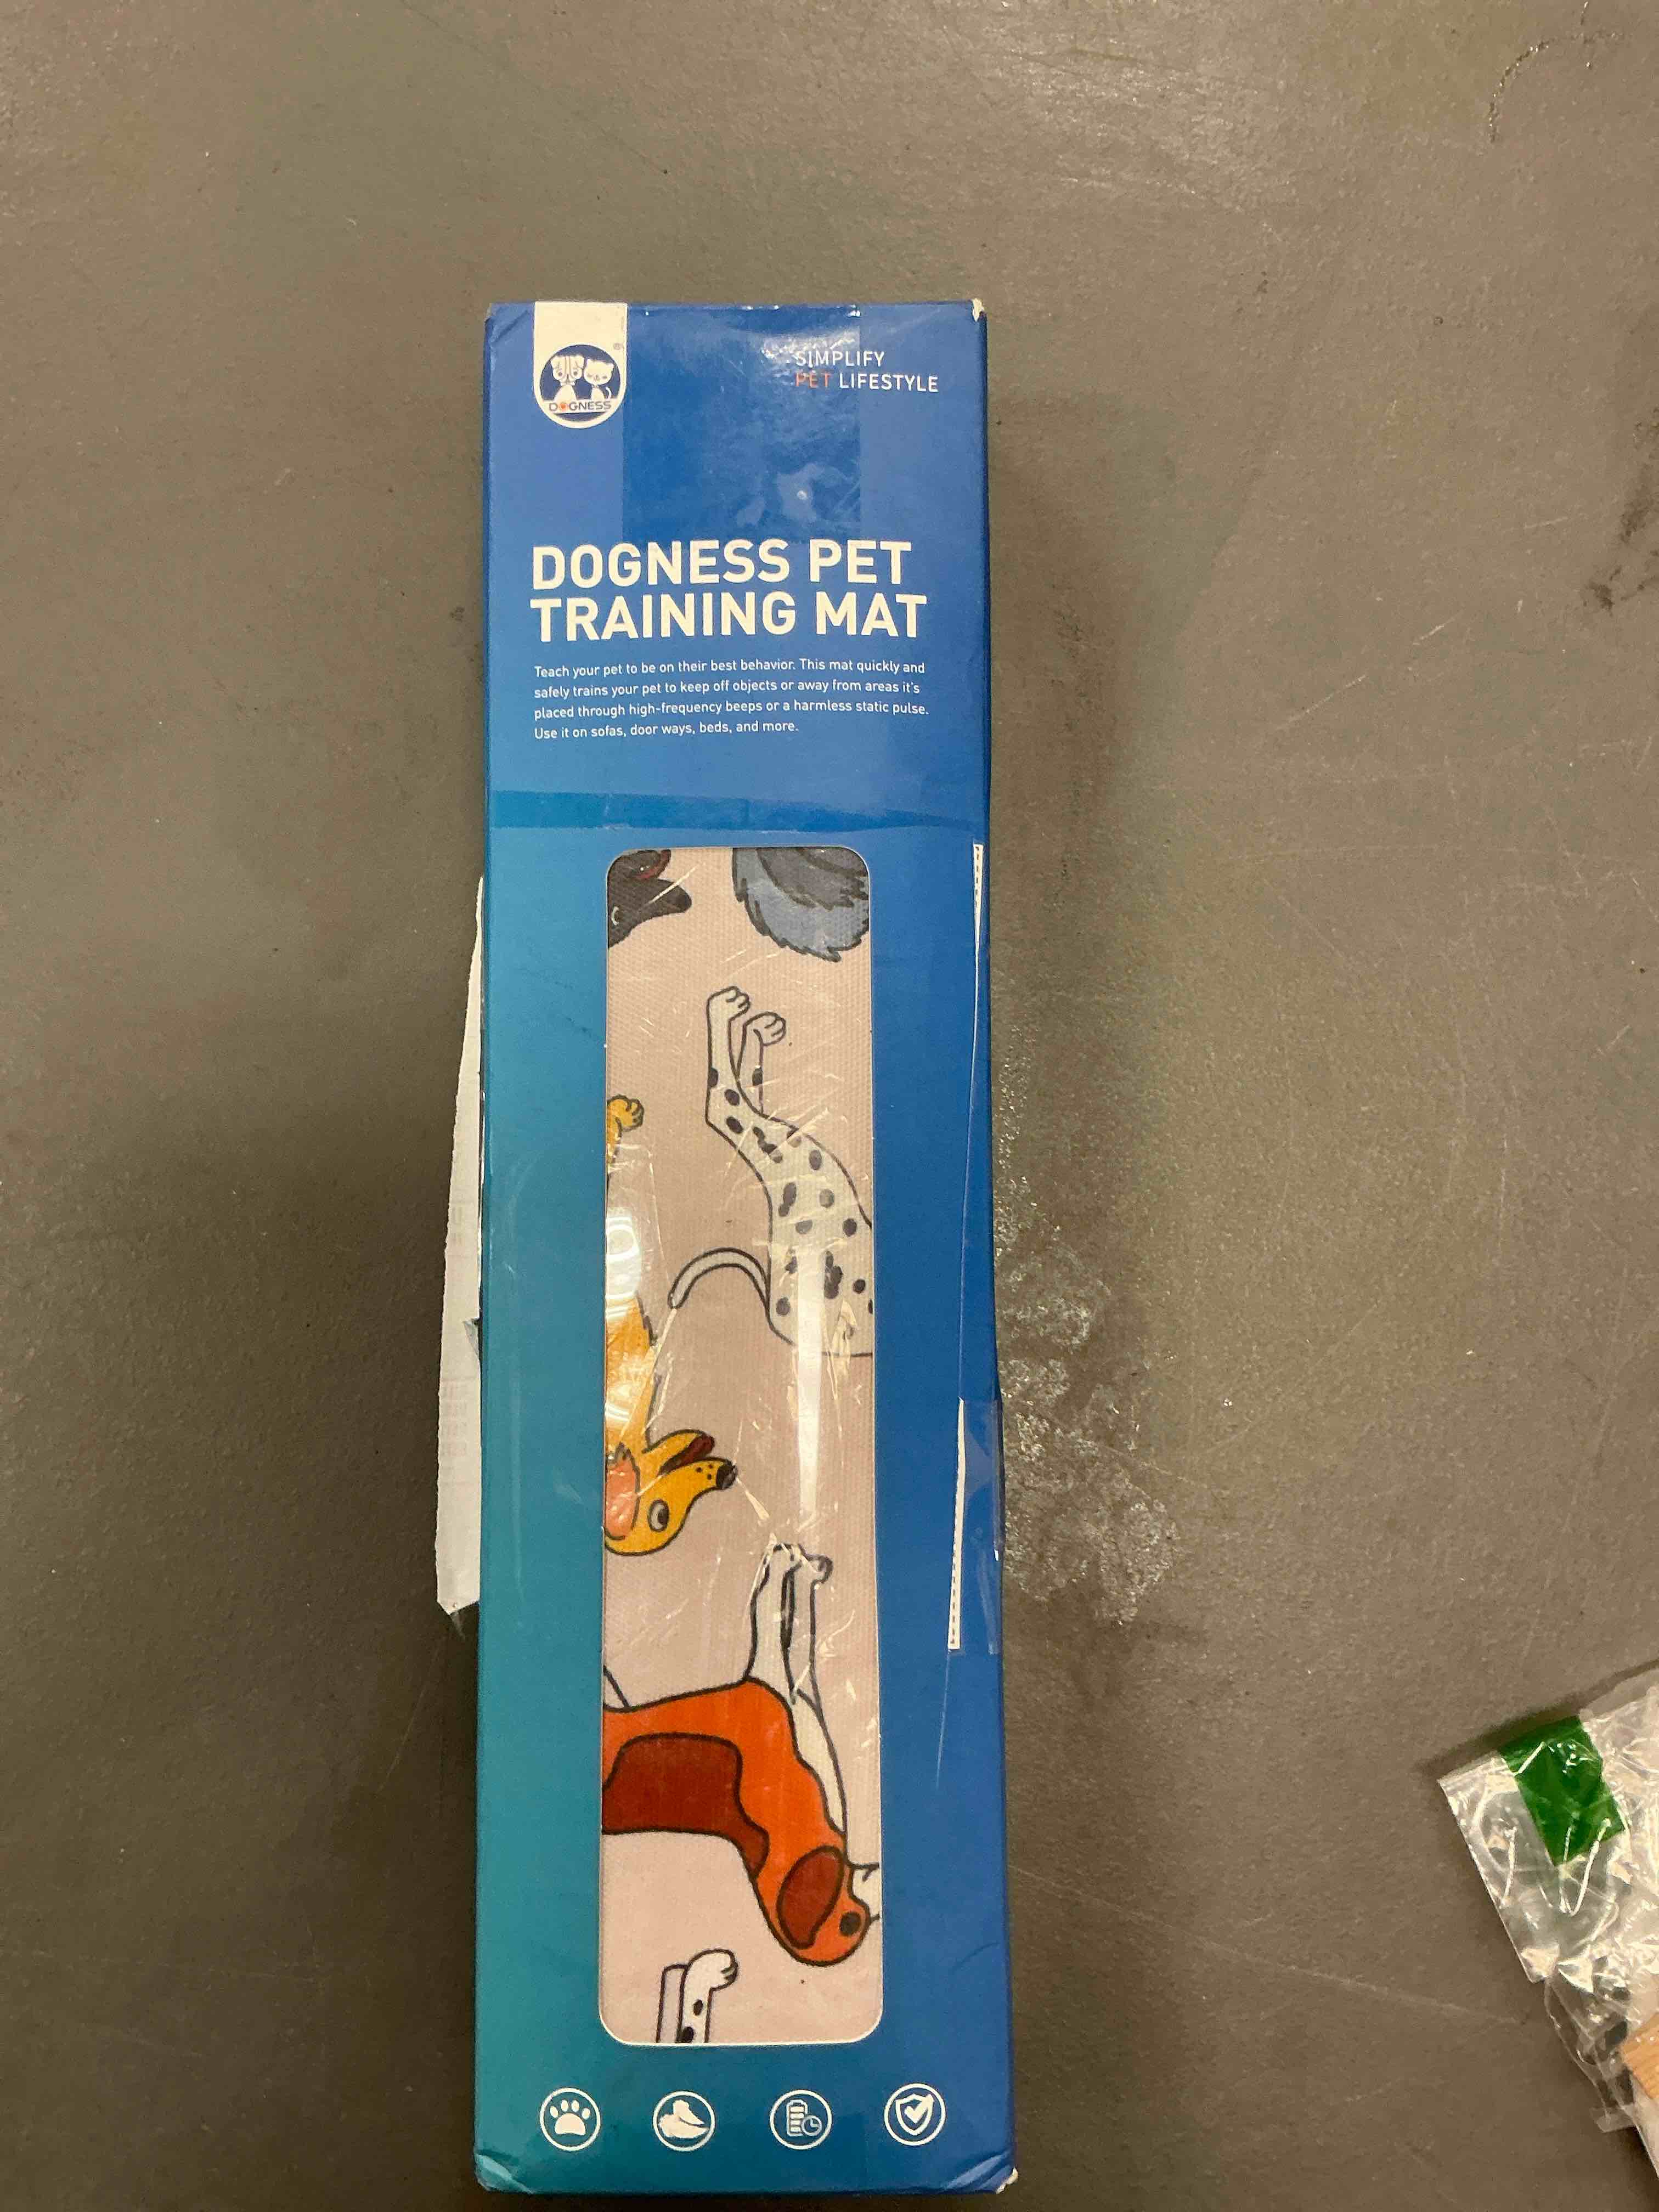 DOGNESS
SIMPLIFY
PET LIFESTYLE
DOGNESS PET
TRAINING MAT
Teach your pet to be on their best behavior. This mat quickly and
safely trains your pet to keep off objects or away from areas it's
placed through high-frequency beeps or a harmless static pulse.
Use it on sofas, door ways, beds, and more.